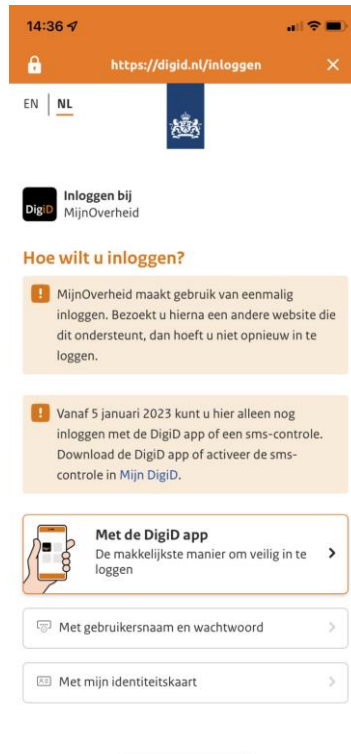 14:36
https://digid.nl/inloggen
EN | NL
DigiD
Inloggen bij
MijnOverheid
Hoe wilt u inloggen?
MijnOverheid maakt gebruik van eenmalig
inloggen. Bezoekt u hierna een andere website die
dit ondersteunt, dan hoeft u niet opnieuw in te
loggen.
Vanaf 5 januari 2023 kunt u hier alleen nog
inloggen met de DigiD app of een sms-controle.
Download de DigiD app of activeer de sms-
controle in Mijn DigiD.
Met de DigiD app
De makkelijkste manier om veilig in te
loggen
Met gebruikersnaam en wachtwoord
Met mijn identiteitskaart